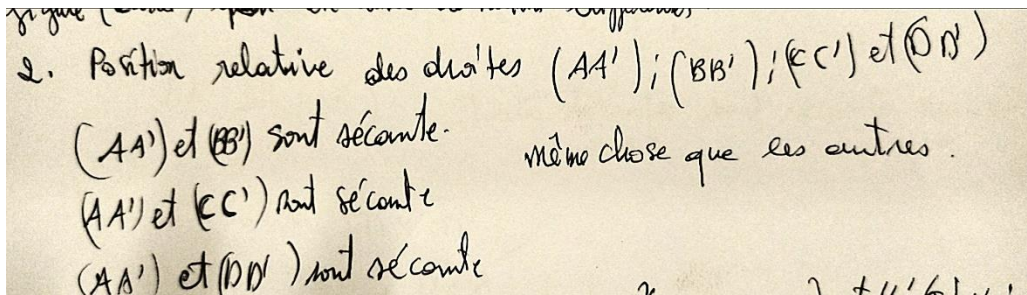 2. Position relative des droites (AA') ; (BB') ; (CC') et (DD')
(AA') et (BB') sont sécante.
même chose que les autres.
(AA') et (CC') sont sécante
(AA') et (DD') sont sécante